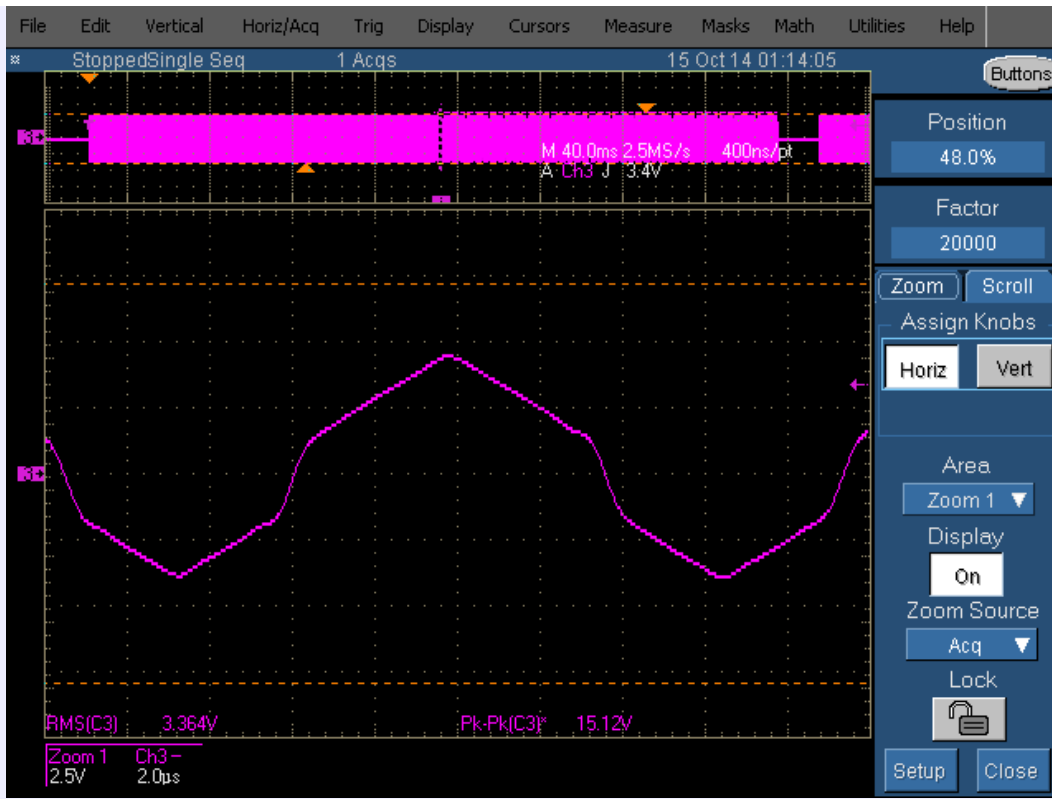 File Edit Vertical Horiz/Acq Trig Display Cursors Measure Masks Math Utilities Help
StoppedSingle Seq 1 Acqs 15 Oct 14 01:14:05
Buttons
3
M 40.0ms 2.5MS/s 400ns/pt
A Ch3 J 3.4V
Position
48.0%
Factor
20000
Zoom Scroll
Assign Knobs
Horiz Vert
3
Area
Zoom 1
Display
On
Zoom Source
Acq
Lock
RMS(C3) 3.364V Pk-Pk(C3)* 15.12V
Zoom 1 Ch3
2.5V 2.0µs
Setup Close